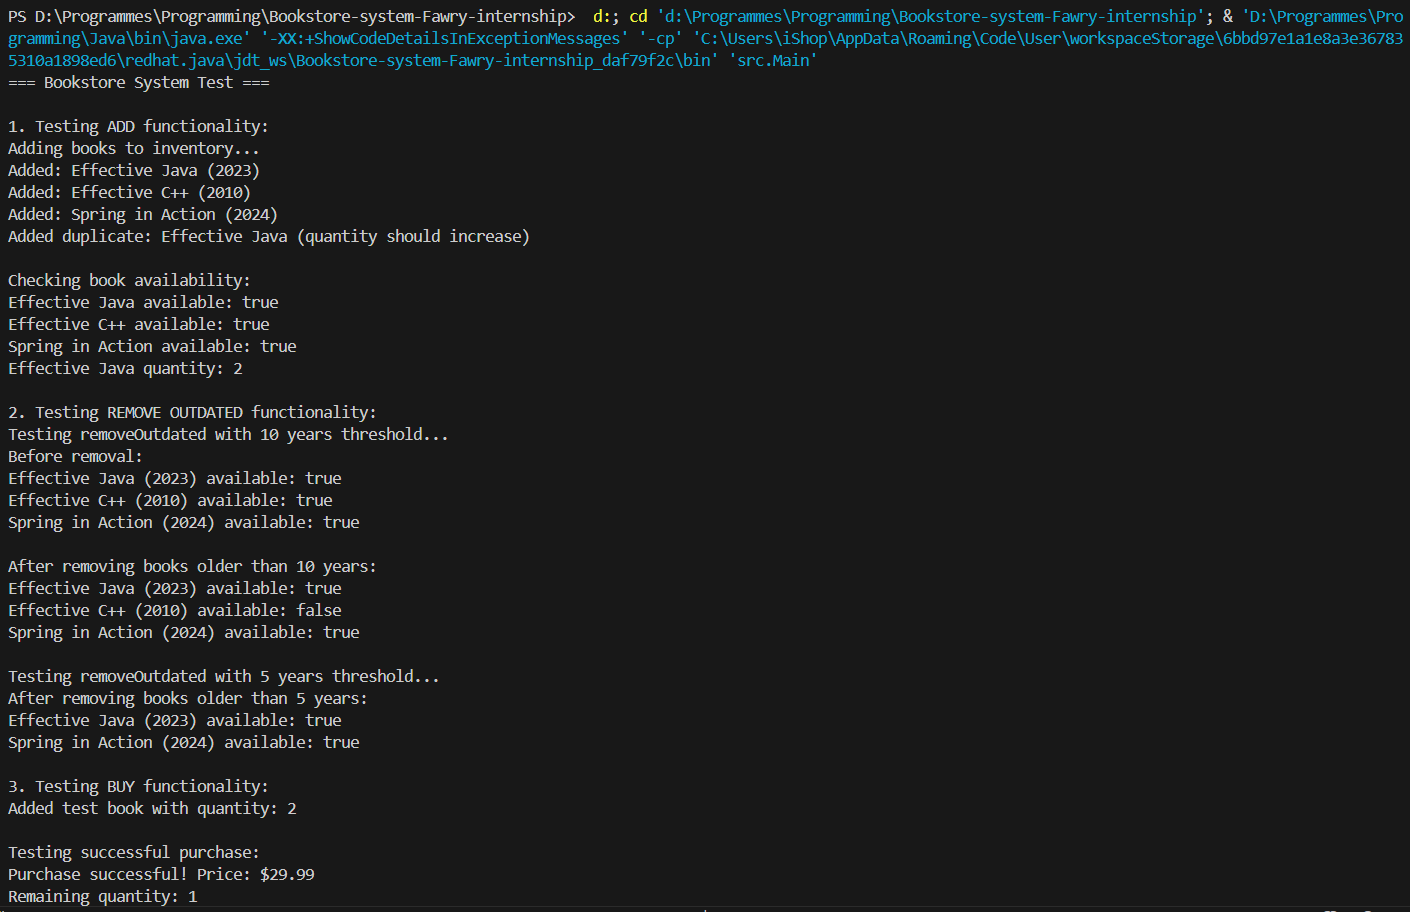 PS D:\Programmes\Programming\Bookstore-system-Fawry-internship>  d:; cd 'd:\Programmes\Programming\Bookstore-system-Fawry-internship'; & 'D:\Programmes\Pro
gramming\Java\bin\java.exe' '-XX:+ShowCodeDetailsInExceptionMessages' '-cp' 'C:\Users\iShop\AppData\Roaming\Code\User\workspaceStorage\6bbd97e1a1e8a3e36783
5310a1898ed6\redhat.java\jdt_ws\Bookstore-system-Fawry-internship_daf79f2c\bin' 'src.Main'
=== Bookstore System Test ===

1. Testing ADD functionality:
Adding books to inventory...
Added: Effective Java (2023)
Added: Effective C++ (2010)
Added: Spring in Action (2024)
Added duplicate: Effective Java (quantity should increase)

Checking book availability:
Effective Java available: true
Effective C++ available: true
Spring in Action available: true
Effective Java quantity: 2

2. Testing REMOVE OUTDATED functionality:
Testing removeOutdated with 10 years threshold...
Before removal:
Effective Java (2023) available: true
Effective C++ (2010) available: true
Spring in Action (2024) available: true

After removing books older than 10 years:
Effective Java (2023) available: true
Effective C++ (2010) available: false
Spring in Action (2024) available: true

Testing removeOutdated with 5 years threshold...
After removing books older than 5 years:
Effective Java (2023) available: true
Spring in Action (2024) available: true

3. Testing BUY functionality:
Added test book with quantity: 2

Testing successful purchase:
Purchase successful! Price: $29.99
Remaining quantity: 1